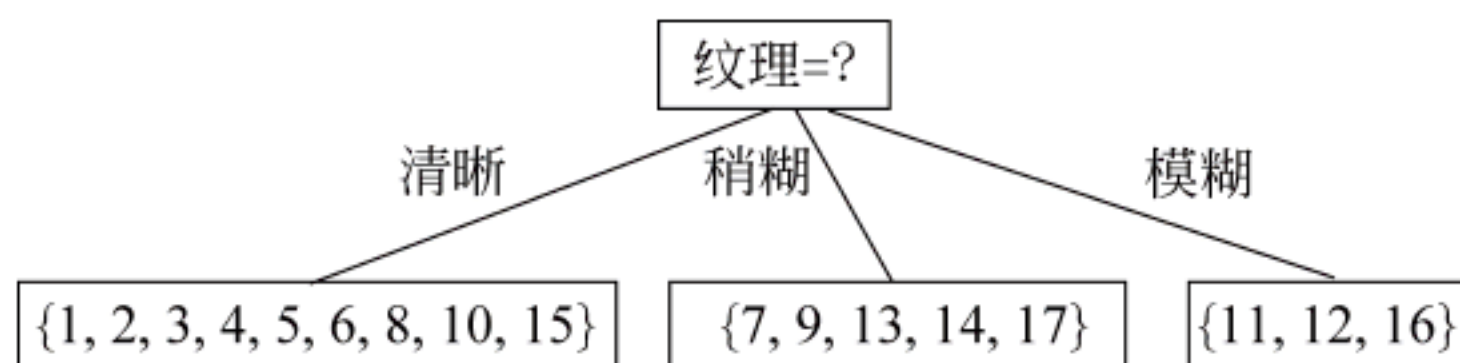 纹理=?
清晰 稍糊 模糊
{1, 2, 3, 4, 5, 6, 8, 10, 15} {7, 9, 13, 14, 17} {11, 12, 16}